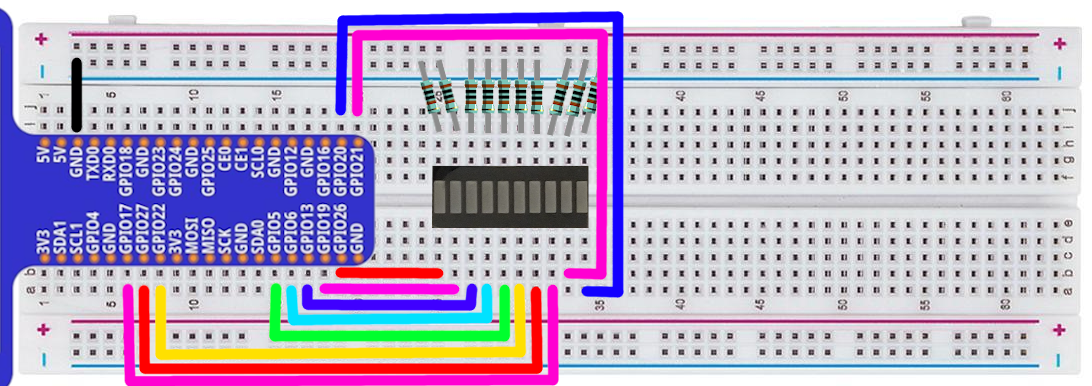 + +
− −
1 5 10 15 25 40 45 50 55 60
j j
i i
h
g
f
5V 5V GND TXD0 RXD0 GPIO18 GND GPIO23 GPIO24 GND GPIO25 CE0 CE1 SCL0 GND GPIO12 GND GPIO16 GPIO20 GPIO21
3V3 SDA1 SCL1 GPIO4 GND GPIO17 GPIO27 GPIO22 3V3 MOSI MISO SCK GND SDA0 GPIO5 GPIO6 GPIO13 GPIO19 GPIO26 GND
e
d
c
b b
a a
1 5 10 35 40 45 50 55 60
+ +
− −